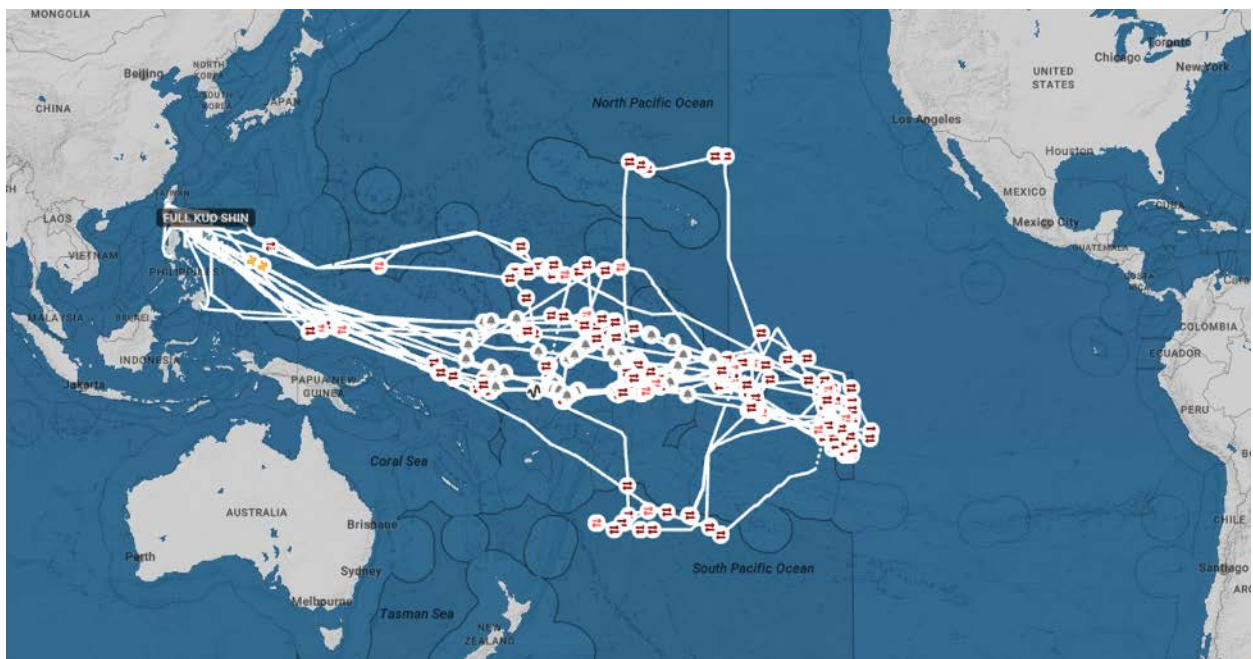 MONGOLIA
Beijing
NORTH
KOREA
SOUTH
KOREA
JAPAN
CHINA
TAIWAN
FULL KUO SHIN
LAOS
VIETNAM
PHILIPPINES
MALAYSIA
BRUNEI
INDONESIA
Jakarta
PAPUA NEW
GUINEA
Coral Sea
AUSTRALIA
Brisbane
Perth
Sydney
Melbourne
Tasman Sea
NEW
ZEALAND
North Pacific Ocean
South Pacific Ocean
Toronto
Chicago
New York
UNITED
STATES
Los Angeles
Houston
MEXICO
Mexico City
CUBA
GUATEMALA
COSTA
RICA
COLOMBIA
ECUADOR
PERU
CHILE
Santiago